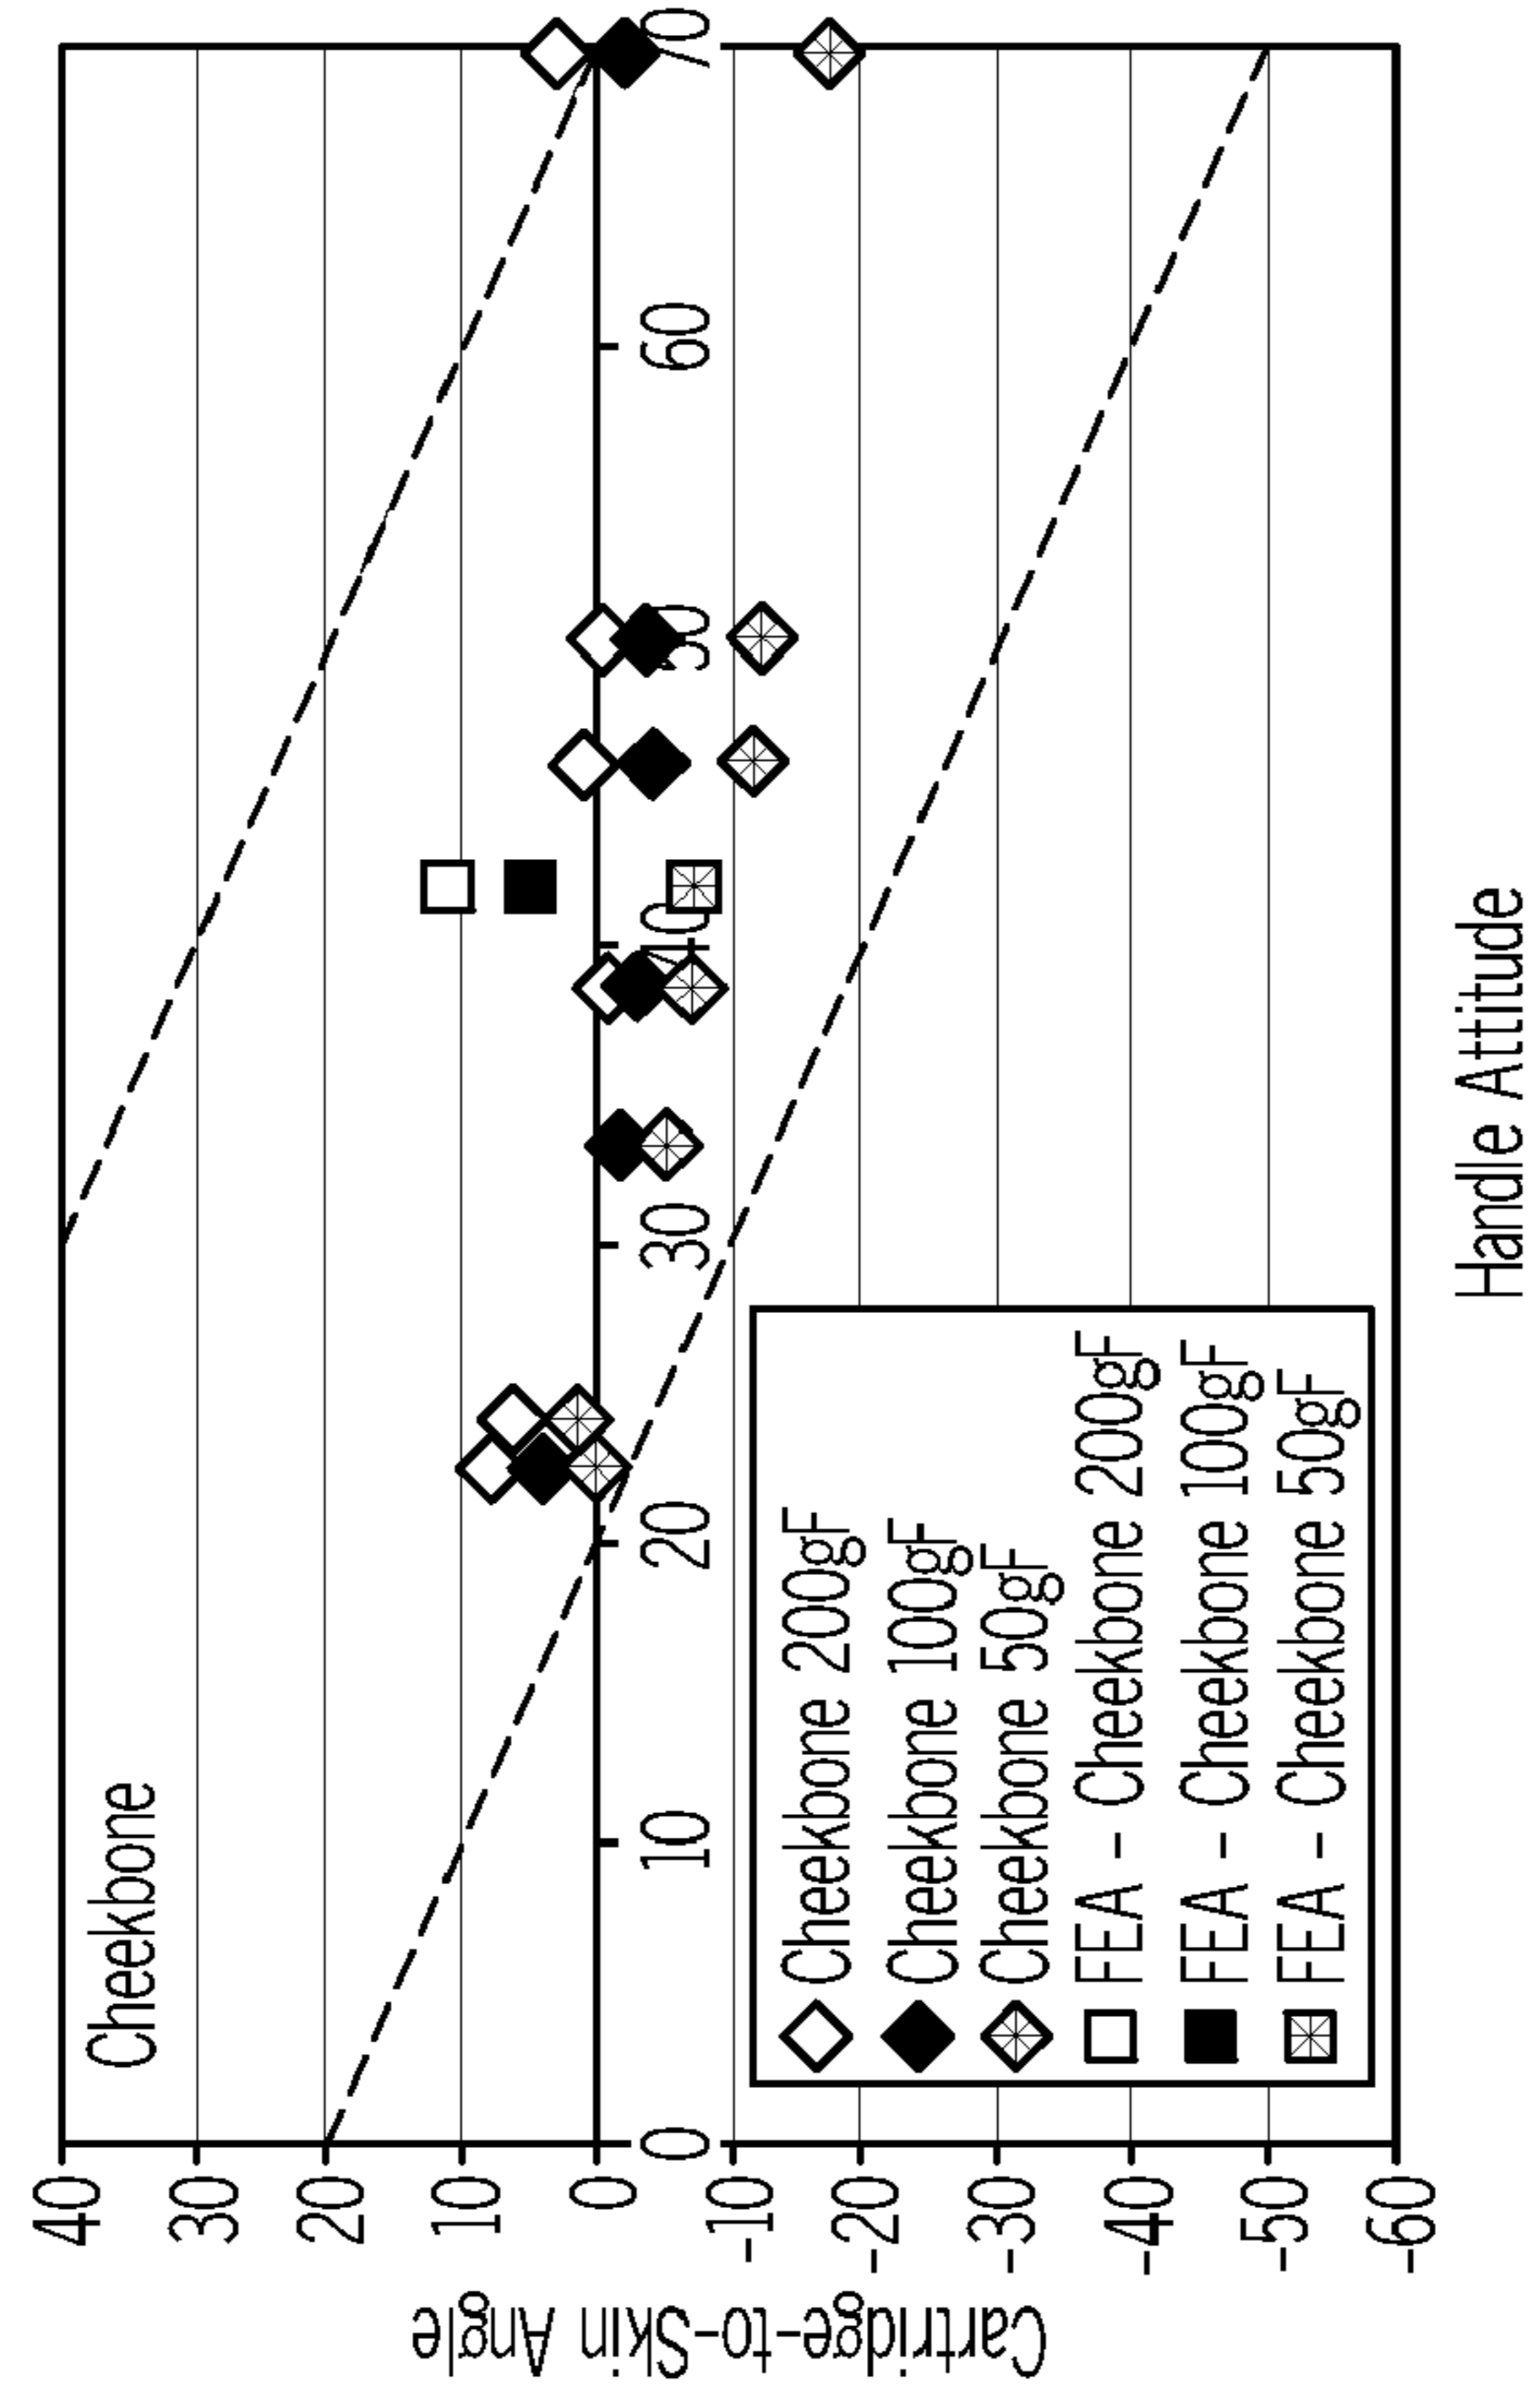 Cheekbone
Cartridge-to-Skin Angle
40
30
20
10
0
-10
-20
-30
-40
-50
-60
0
10
20
30
40
50
60
70
Handle Attitude
Cheekbone 200gF
Cheekbone 100gF
Cheekbone 50gF
FEA - Cheekbone 200gF
FEA - Cheekbone 100gF
FEA - Cheekbone 50gF